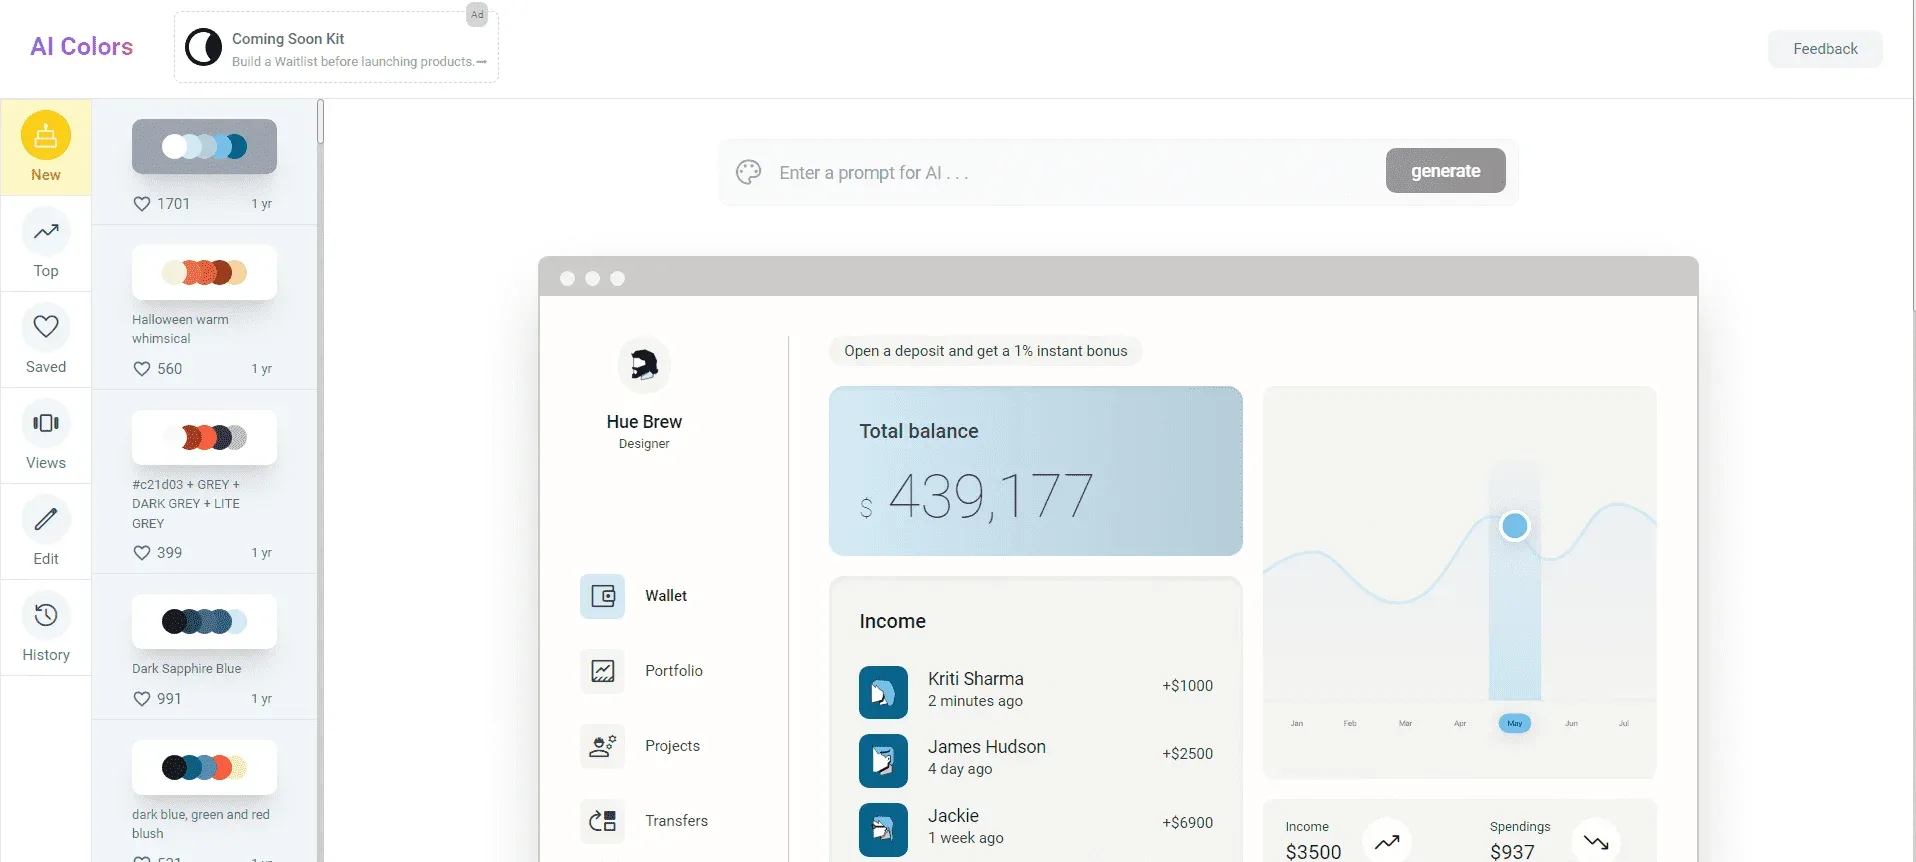 AI Colors
Ad
Coming Soon Kit
Build a Waitlist before launching products.
Feedback
New
Top
Saved
Views
Edit
History
1701
1 yr
Halloween warm
whimsical
560
1 yr
#c21d03 + GREY +
DARK GREY + LITE
GREY
399
1 yr
Dark Sapphire Blue
991
1 yr
dark blue, green and red
blush
Enter a prompt for AI . . .
generate
Hue Brew
Designer
Wallet
Portfolio
Projects
Transfers
Open a deposit and get a 1% instant bonus
Total balance
$ 439,177
Income
Kriti Sharma
2 minutes ago
+$1000
James Hudson
4 day ago
+$2500
Jackie
1 week ago
+$6900
Jan Feb Mar Apr May Jun Jul
Income
$3500
Spendings
$937